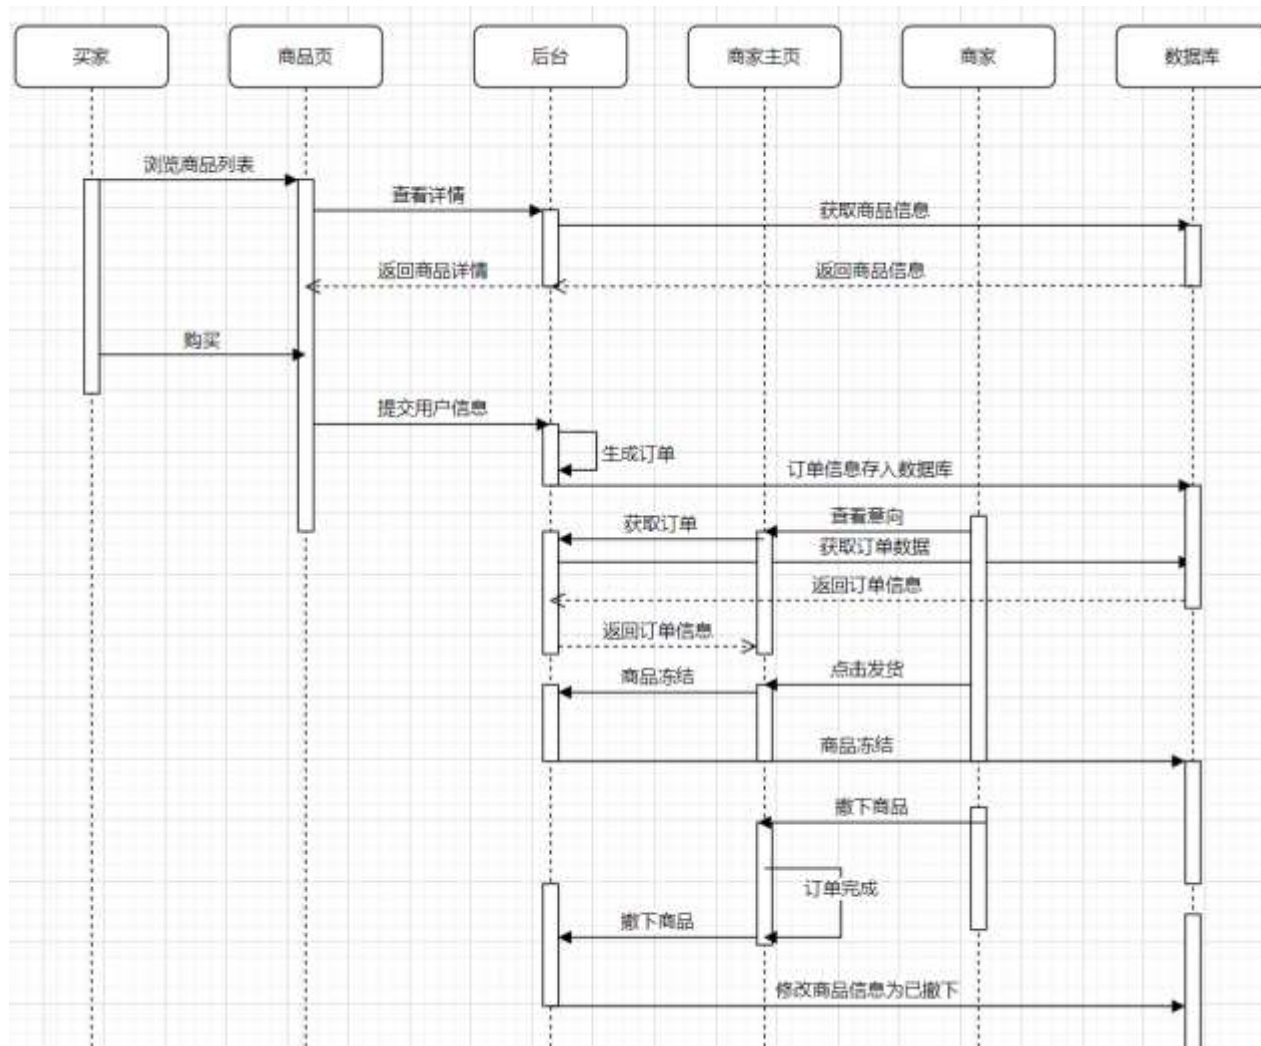 买家
商品页
后台
商家主页
商家
数据库
浏览商品列表
查看详情
获取商品信息
返回商品详情
返回商品信息
购买
提交用户信息
生成订单
订单信息存入数据库
查看意向
获取订单
获取订单数据
返回订单信息
返回订单信息
点击发货
商品冻结
商品冻结
撤下商品
订单完成
撤下商品
修改商品信息为已撤下